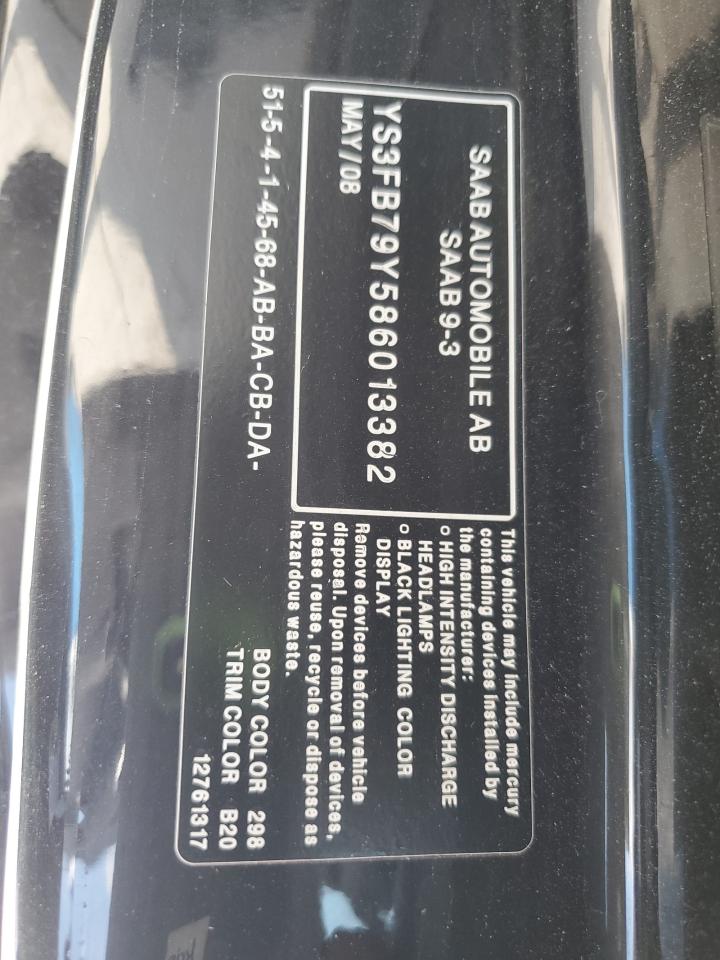 SAAB AUTOMOBILE AB
SAAB 9-3
YS3FB79Y586013382
MAY/08
51-5-4-1-45-68-AB-BA-CB-DA-
This vehicle may include mercury
containing devices installed by
the manufacturer:
o HIGH INTENSITY DISCHARGE
HEADLAMPS
o BLACK LIGHTING COLOR
DISPLAY
Remove devices before vehicle
disposal. Upon removal of devices,
please reuse, recycle or dispose as
hazardous waste.
BODY COLOR 298
TRIM COLOR B20
12761317